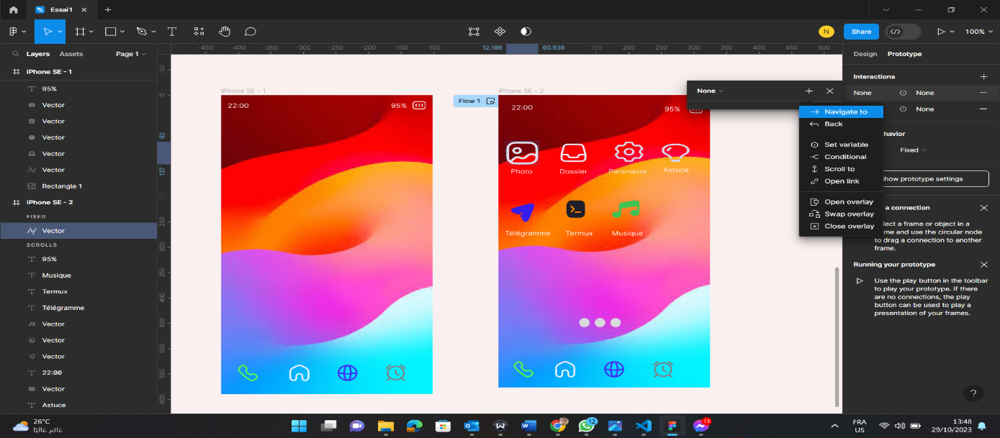 Essai1
100%
N
Share
Layers
Assets
Page 1
Design
Prototype
-450
-400
-350
-300
-250
-200
-150
-100
12.188
60.938
150
200
250
300
350
400
450
500
iPhone SE - 1
95%
Vector
Vector
Vector
Vector
Vector
Rectangle 1
iPhone SE - 2
FIXED
Vector
SCROLLS
95%
Musique
Termux
Télégramme
Vector
Vector
Vector
22:00
Vector
Astuce
-50
0
92
137
250
300
350
400
450
500
550
600
iPhone SE - 1
22:00
95%
Flow 1
iPhone SE - 2
22:00
95%
Photo
Dossier
Paramètre
Astuce
Télégramme
Termux
Musique
None
Navigate to
Back
Set variable
Conditional
Scroll to
Open link
Open overlay
Swap overlay
Close overlay
Interactions
None
None
None
havior
Fixed
how prototype settings
a connection
lect a frame or object in a
me and use the circular node
to drag a connection to another
frame.
Running your prototype
Use the play button in the toolbar
to play your prototype. If there
are no connections, the play
button can be used to play a
presentation of your frames.
?
26°C
غائم غالبًا
12
13
FRA
US
13:48
29/10/2023